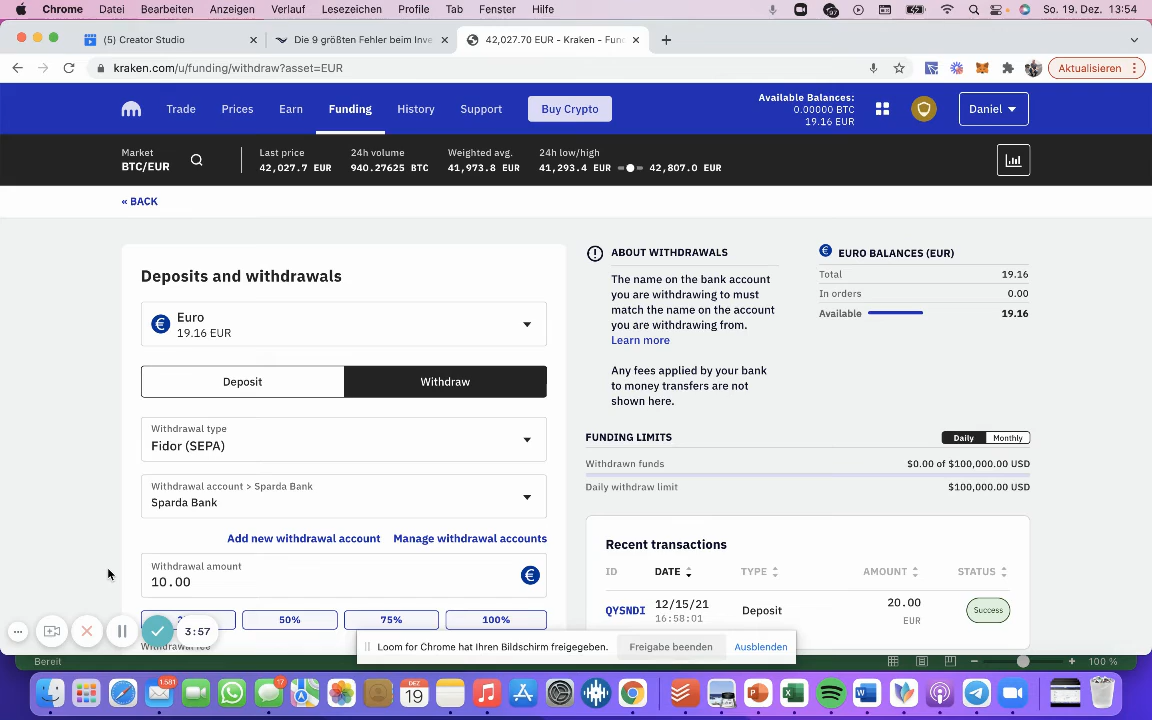 Chrome Datei Bearbeiten Anzeigen Verlauf Lesezeichen Profile Tab Fenster Hilfe 97 So. 19. Dez. 13:54
(5) Creator Studio Die 9 größten Fehler beim Inve 42,027.70 EUR - Kraken - Fund
kraken.com/u/funding/withdraw?asset=EUR Aktualisieren
Trade Prices Earn Funding History Support Buy Crypto
Available Balances:
0.00000 BTC
19.16 EUR
Daniel
Market
BTC/EUR
Last price
42,027.7 EUR
24h volume
940.27625 BTC
Weighted avg.
41,973.8 EUR
24h low/high
41,293.4 EUR 42,807.0 EUR
« BACK
Deposits and withdrawals
Euro
19.16 EUR
Deposit Withdraw
Withdrawal type
Fidor (SEPA)
Withdrawal account > Sparda Bank
Sparda Bank
Add new withdrawal account Manage withdrawal accounts
Withdrawal amount
10.00
50% 75% 100%
ABOUT WITHDRAWALS
The name on the bank account
you are withdrawing to must
match the name on the account
you are withdrawing from.
Learn more
Any fees applied by your bank
to money transfers are not
shown here.
EURO BALANCES (EUR)
Total 19.16
In orders 0.00
Available 19.16
FUNDING LIMITS Daily Monthly
Withdrawn funds $0.00 of $100,000.00 USD
Daily withdraw limit $100,000.00 USD
Recent transactions
ID DATE TYPE AMOUNT STATUS
QYSNDI 12/15/21 16:58:01 Deposit 20.00 EUR Success
3:57
Loom for Chrome hat Ihren Bildschirm freigegeben. Freigabe beenden Ausblenden
Bereit 100 %
1.581 17 DEZ 19